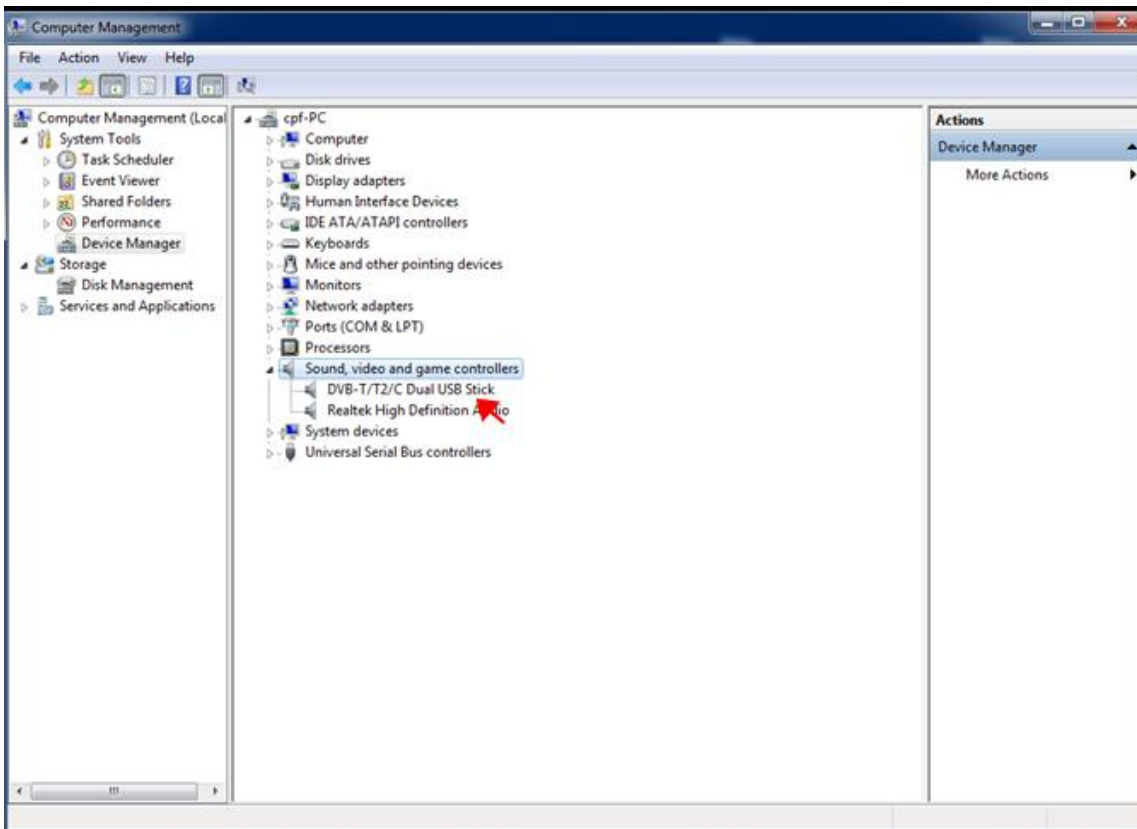 Computer Management
File Action View Help
Computer Management (Local
System Tools
Task Scheduler
Event Viewer
Shared Folders
Performance
Device Manager
Storage
Disk Management
Services and Applications
cpf-PC
Computer
Disk drives
Display adapters
Human Interface Devices
IDE ATA/ATAPI controllers
Keyboards
Mice and other pointing devices
Monitors
Network adapters
Ports (COM & LPT)
Processors
Sound, video and game controllers
DVB-T/T2/C Dual USB Stick
Realtek High Definition
System devices
Universal Serial Bus controllers
Actions
Device Manager
More Actions